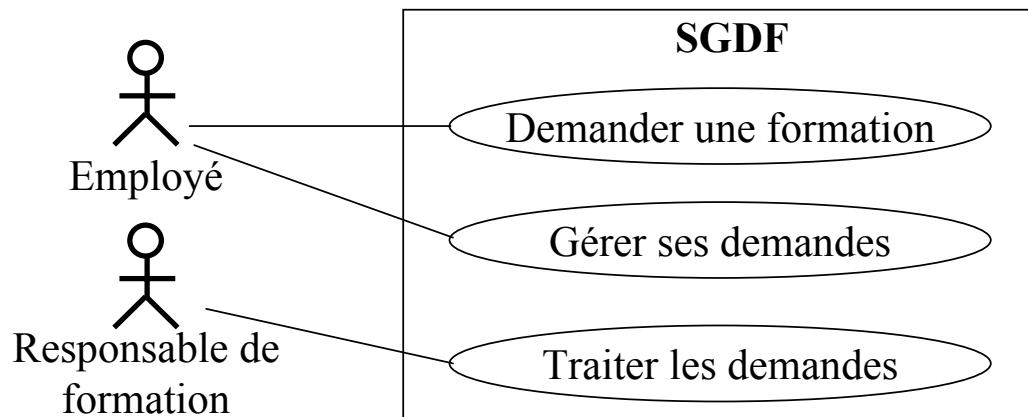 SGDF
Demander une formation
Employé
Gérer ses demandes
Responsable de
formation
Traiter les demandes